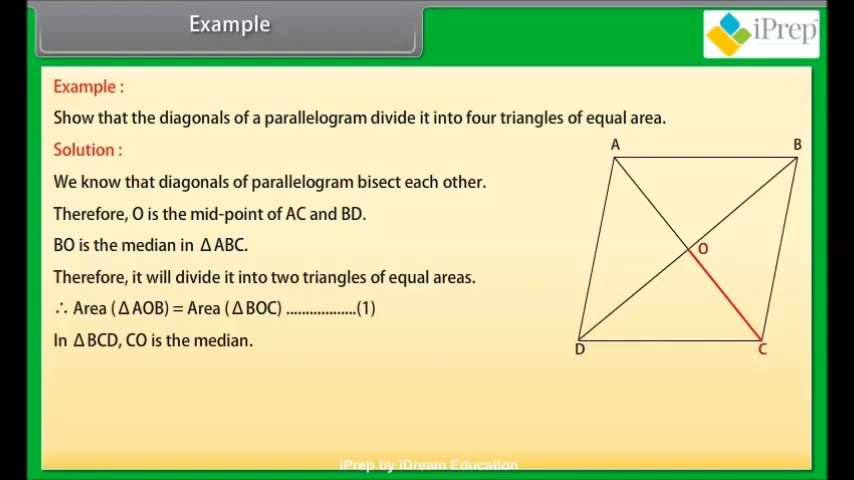 Example
iPrep
Example :
Show that the diagonals of a parallelogram divide it into four triangles of equal area.
Solution :
We know that diagonals of parallelogram bisect each other.
Therefore, O is the mid-point of AC and BD.
BO is the median in ΔABC.
Therefore, it will divide it into two triangles of equal areas.
∴ Area (ΔAOB) = Area (ΔBOC) ..................(1)
In ΔBCD, CO is the median.
A B
O
D C
iPrep by iDream Education